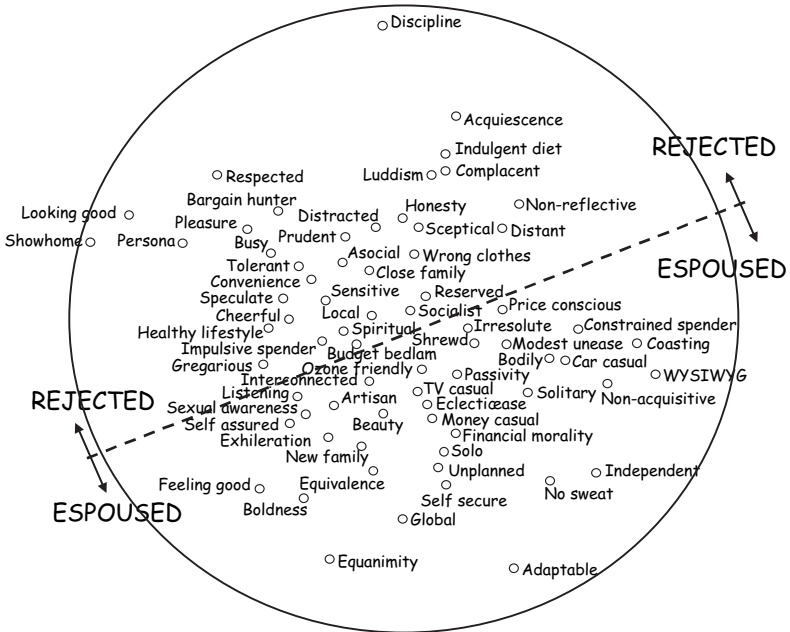 Discipline
Acquiescence
Indulgent diet
REJECTED
Luddism
Complacent
Respected
Bargain hunter
Non-reflective
Honesty
Looking good
Distracted
Pleasure
Sceptical
Distant
Showhome
Persona
Busy
Prudent
Asocial
Wrong clothes
Tolerant
Close family
ESPOUSED
Convenience
Sensitive
Reserved
Speculate
Price conscious
Cheerful
Local
Socialist
Healthy lifestyle
Spiritual
Irresolute
Constrained spender
Shrewd
Modest unease
Coasting
Impulsive spender
Budget bedlam
Bodily
Car casual
Gregarious
Ozone friendly
Passivity
WYSIWYG
Interconnected
TV casual
Solitary
Non-acquisitive
Listening
REJECTED
Artisan
Eclecticæase
Sexual awareness
Self assured
Beauty
Money casual
Exhileration
Financial morality
New family
Solo
Unplanned
Independent
Feeling good
Equivalence
No sweat
Self secure
ESPOUSED
Boldness
Global
Equanimity
Adaptable